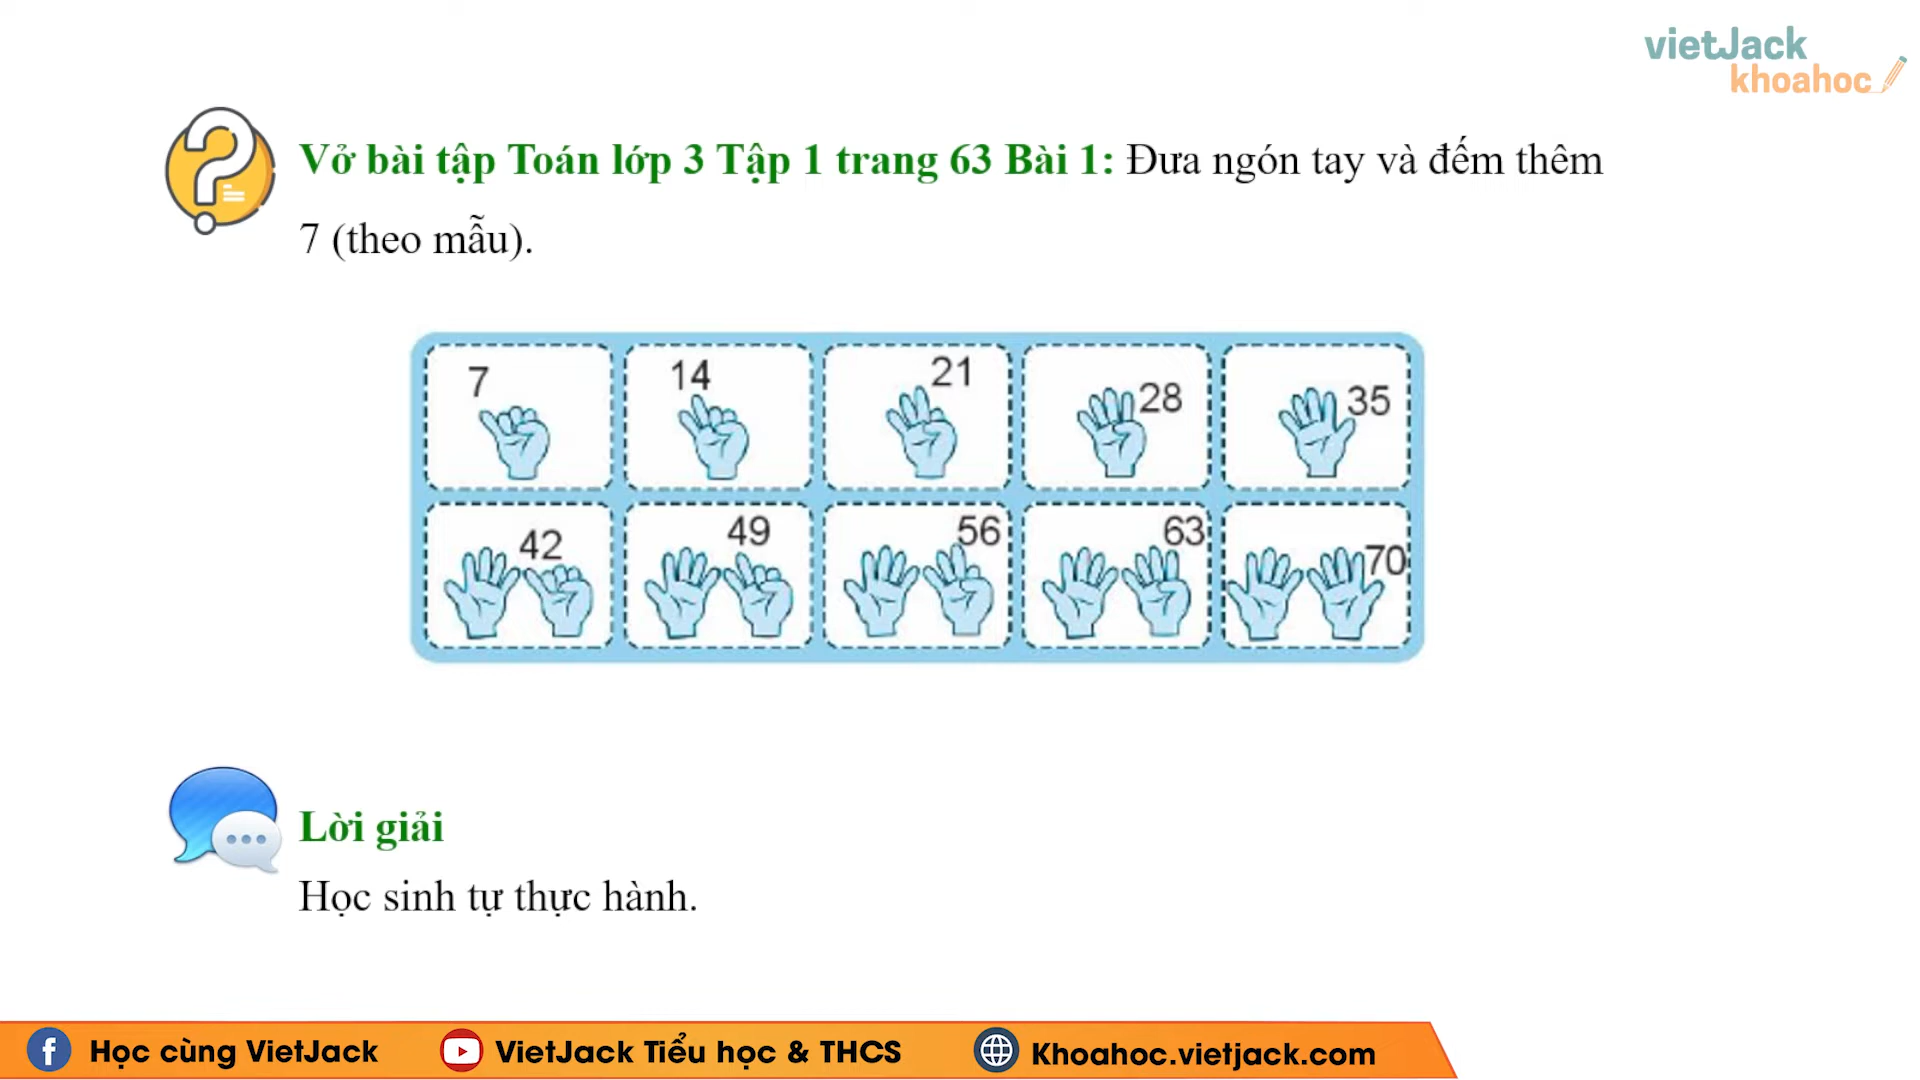 vietJack
khoahoc
Vở bài tập Toán lớp 3 Tập 1 trang 63 Bài 1: Đưa ngón tay và đếm thêm
7 (theo mẫu).
7 14 21 28 35
42 49 56 63 70
Lời giải
Học sinh tự thực hành.
Học cùng VietJack VietJack Tiểu học & THCS Khoahoc.vietjack.com